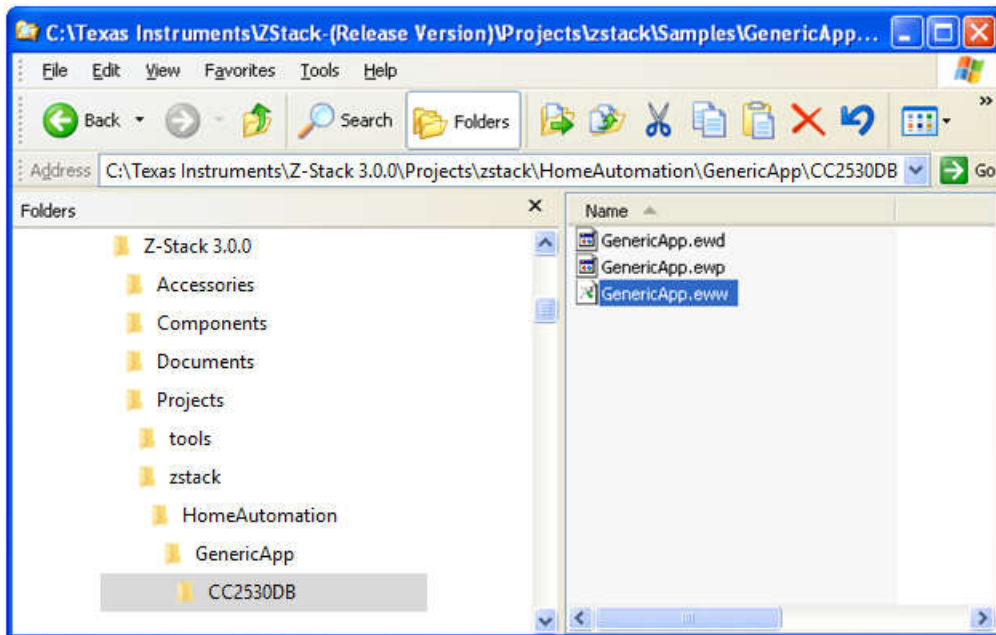 C:\Texas Instruments\ZStack-(Release Version)\Projects\zstack\Samples\GenericApp...
File Edit View Favorites Tools Help
Back Search Folders »
Address C:\Texas Instruments\Z-Stack 3.0.0\Projects\zstack\HomeAutomation\GenericApp\CC2530DB Go
Folders × Name
Z-Stack 3.0.0
GenericApp.ewd
Accessories
GenericApp.ewp
Components
GenericApp.eww
Documents
Projects
tools
zstack
HomeAutomation
GenericApp
CC2530DB